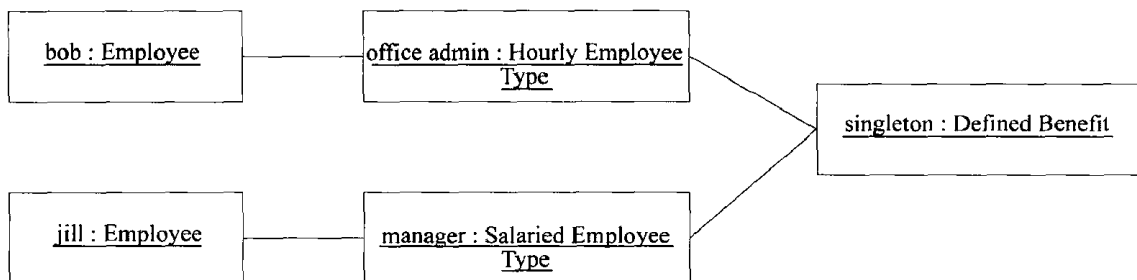 bob : Employee
office admin : Hourly Employee
Type
singleton : Defined Benefit
jill : Employee
manager : Salaried Employee
Type